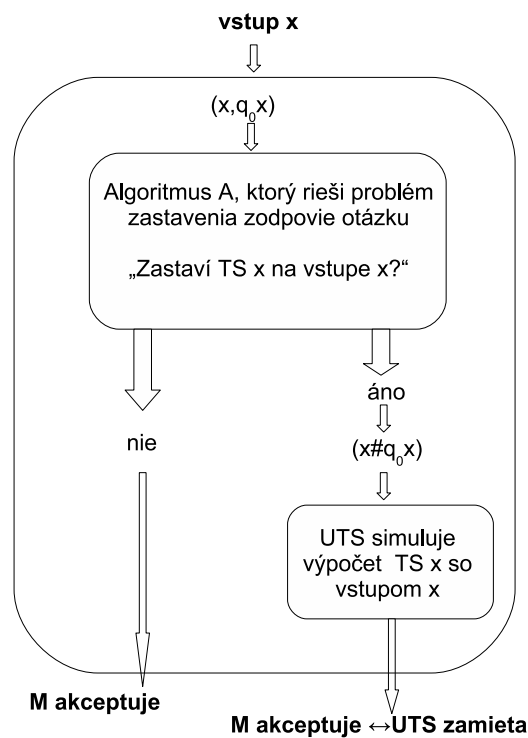 vstup x
(x,q₀x)
Algoritmus A, ktorý rieši problém
zastavenia zodpovie otázku
„Zastaví TS x na vstupe x?“
nie
áno
(x#q₀x)
UTS simuluje
výpočet TS x so
vstupom x
M akceptuje
M akceptuje ↔UTS zamieta